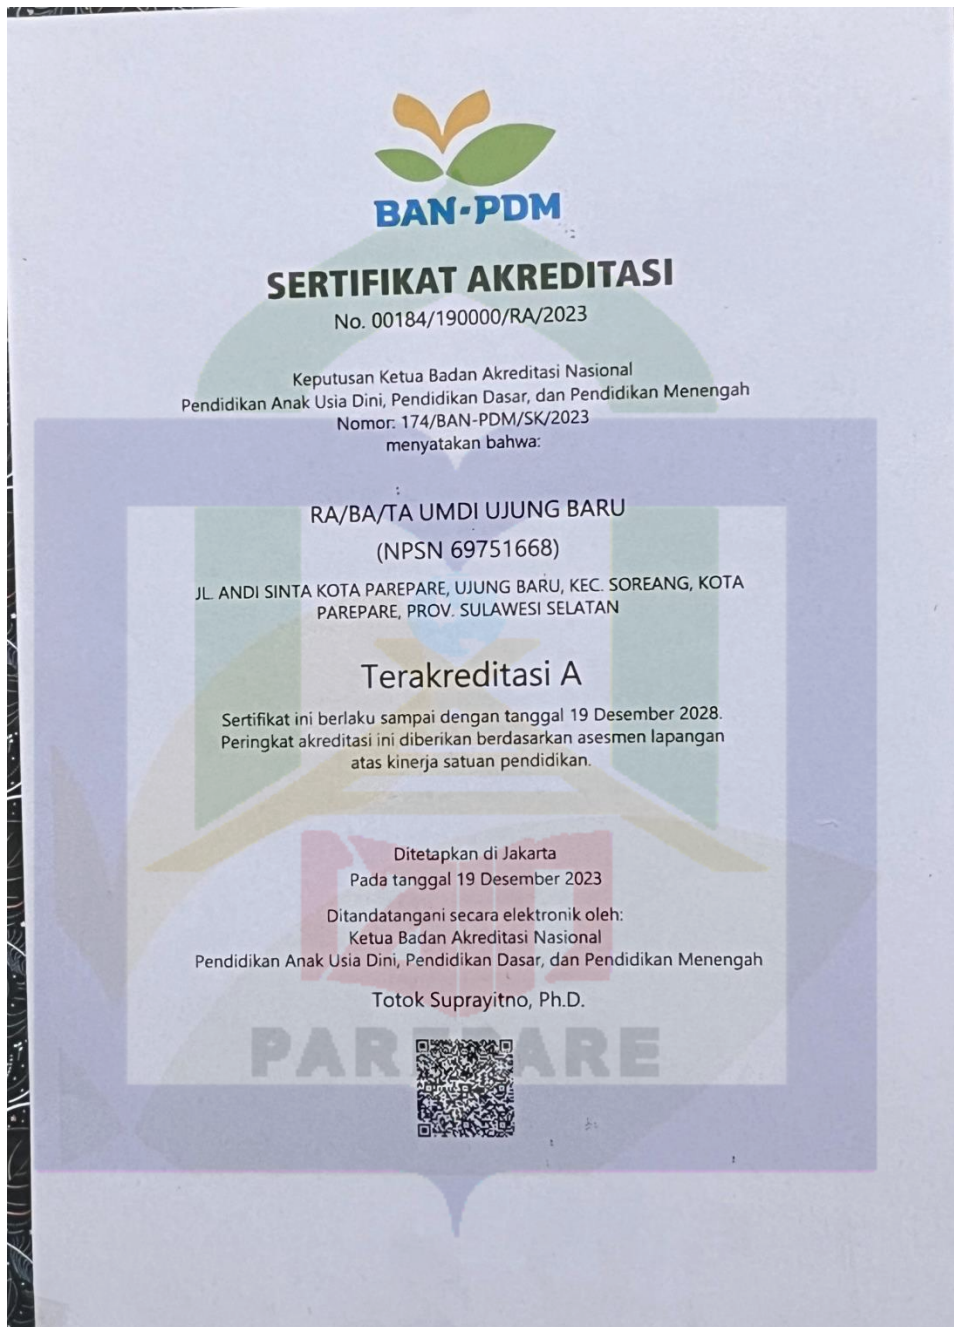 BAN-PDM
SERTIFIKAT AKREDITASI
No. 00184/190000/RA/2023
Keputusan Ketua Badan Akreditasi Nasional
Pendidikan Anak Usia Dini, Pendidikan Dasar, dan Pendidikan Menengah
Nomor: 174/BAN-PDM/SK/2023
menyatakan bahwa:
RA/BA/TA UMDI UJUNG BARU
(NPSN 69751668)
JL. ANDI SINTA KOTA PAREPARE, UJUNG BARU, KEC. SOREANG, KOTA
PAREPARE, PROV. SULAWESI SELATAN
Terakreditasi A
Sertifikat ini berlaku sampai dengan tanggal 19 Desember 2028.
Peringkat akreditasi ini diberikan berdasarkan asesmen lapangan
atas kinerja satuan pendidikan.
Ditetapkan di Jakarta
Pada tanggal 19 Desember 2023
Ditandatangani secara elektronik oleh:
Ketua Badan Akreditasi Nasional
Pendidikan Anak Usia Dini, Pendidikan Dasar, dan Pendidikan Menengah
Totok Suprayitno, Ph.D.
PAREPARE